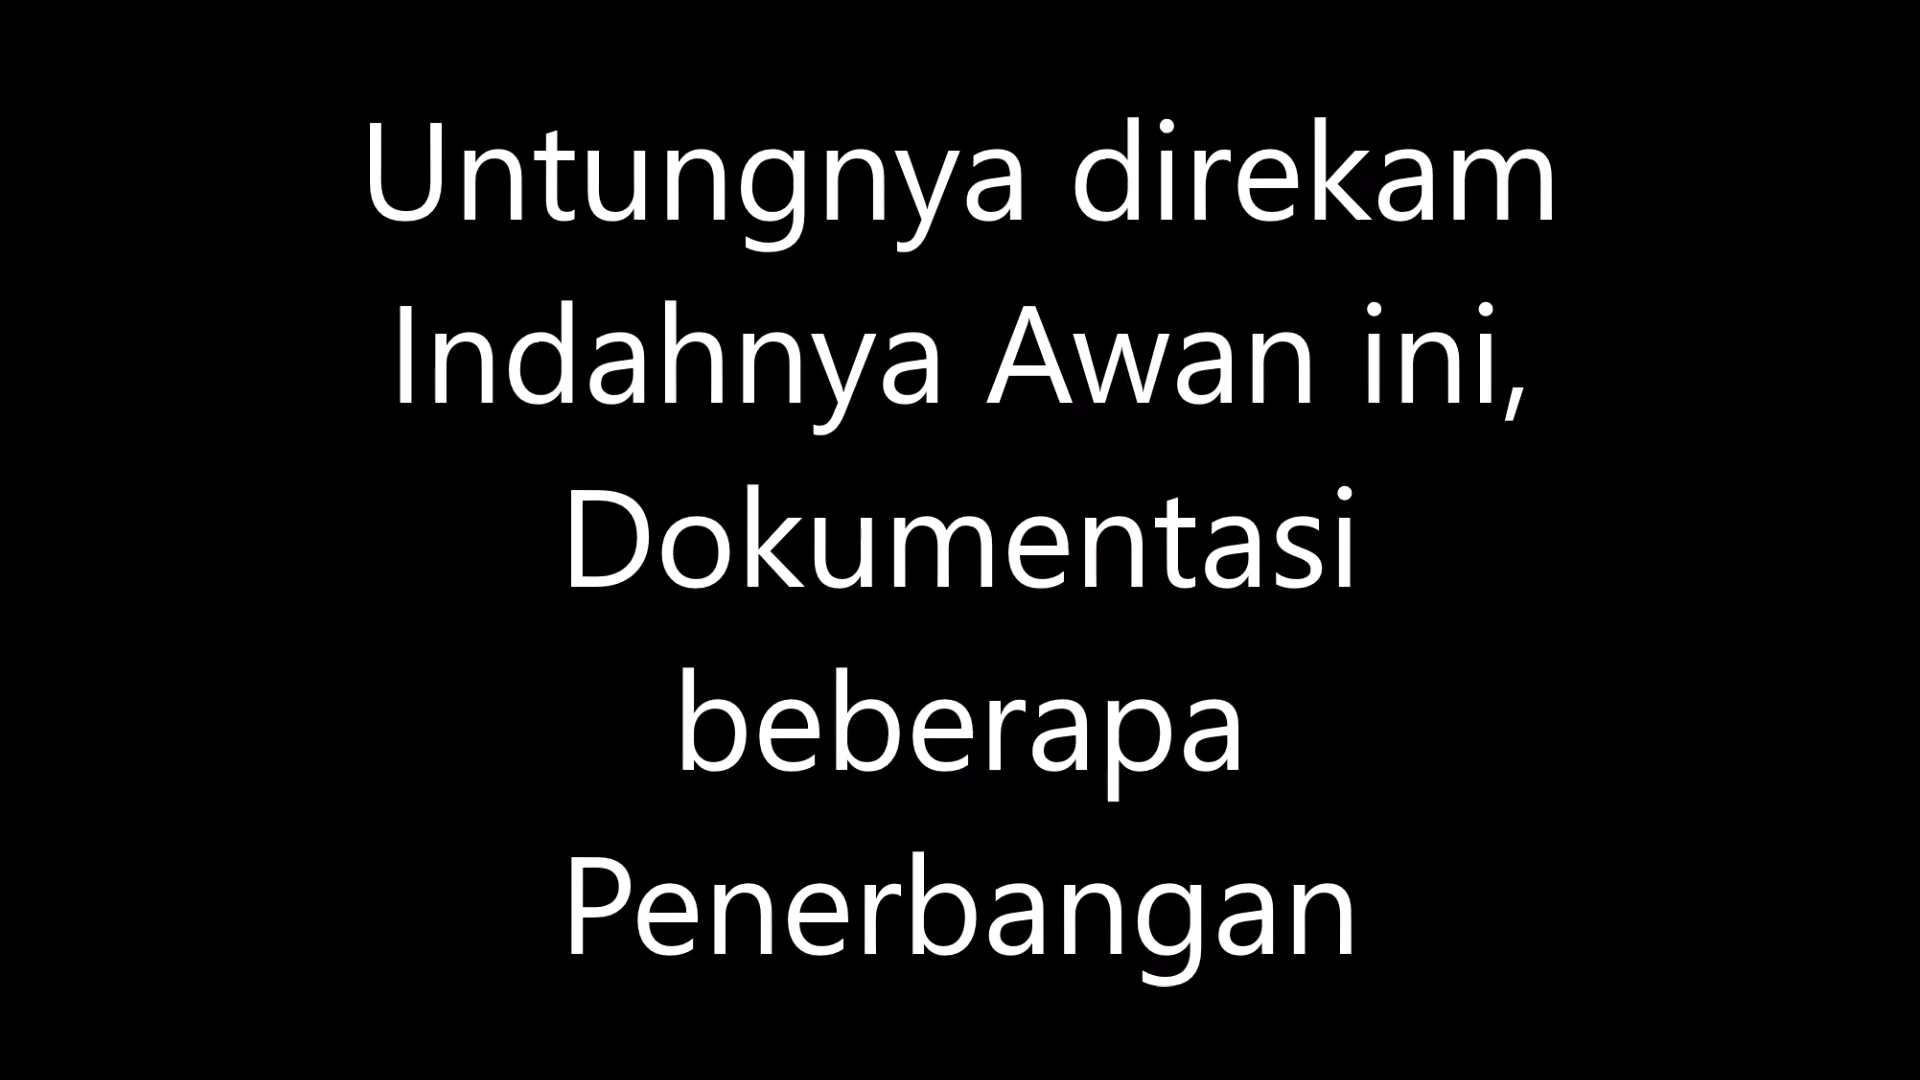 Untungnya direkam
Indahnya Awan ini,
Dokumentasi
beberapa
Penerbangan